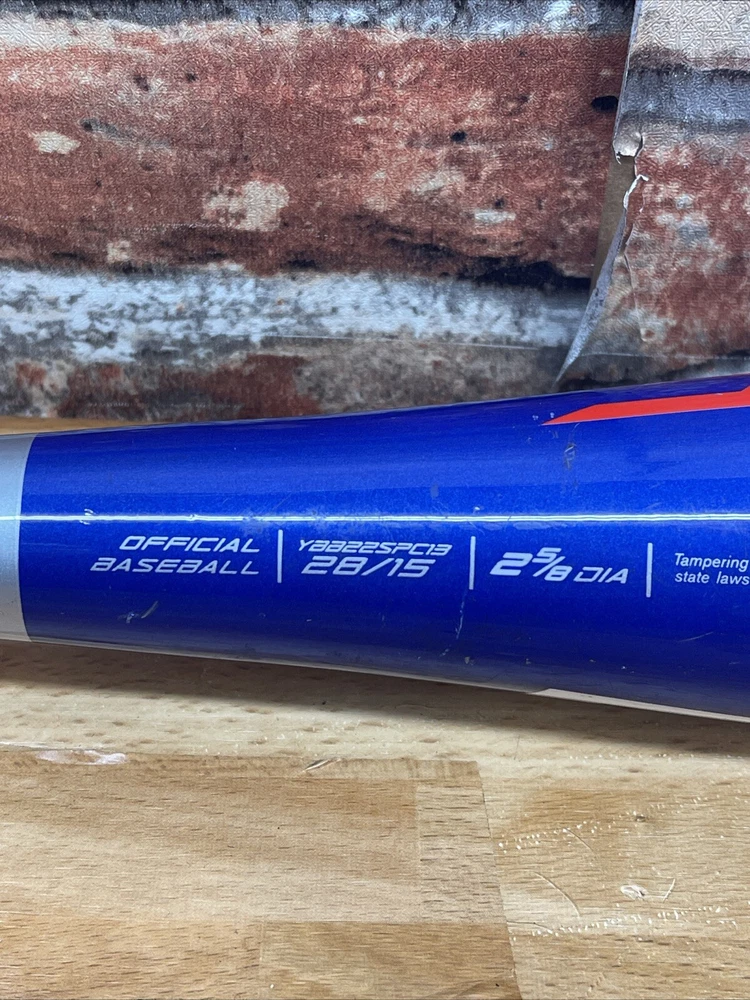 OFFICIAL
BASEBALL
YBB22SPC13
28/15
2 5/8 DIA
Tampering
state laws